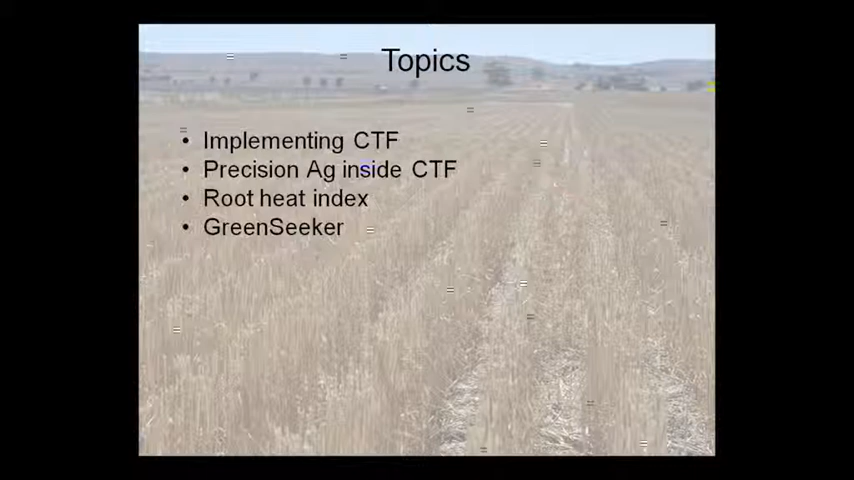 Topics
• Implementing CTF
• Precision Ag inside CTF
• Root heat index
• GreenSeeker